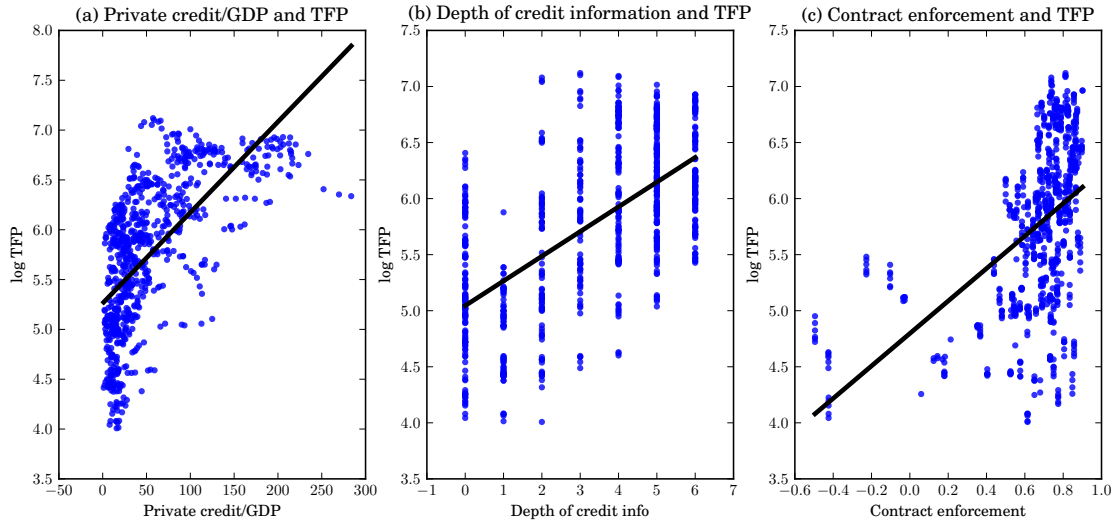 (a) Private credit/GDP and TFP
8.0
7.5
7.0
6.5
6.0
5.5
5.0
4.5
4.0
3.5
log TFP
−50 0 50 100 150 200 250 300
Private credit/GDP
(b) Depth of credit information and TFP
7.5
7.0
6.5
6.0
5.5
5.0
4.5
4.0
3.5
log TFP
−1 0 1 2 3 4 5 6 7
Depth of credit info
(c) Contract enforcement and TFP
7.5
7.0
6.5
6.0
5.5
5.0
4.5
4.0
3.5
log TFP
−0.6 −0.4 −0.2 0.0 0.2 0.4 0.6 0.8 1.0
Contract enforcement